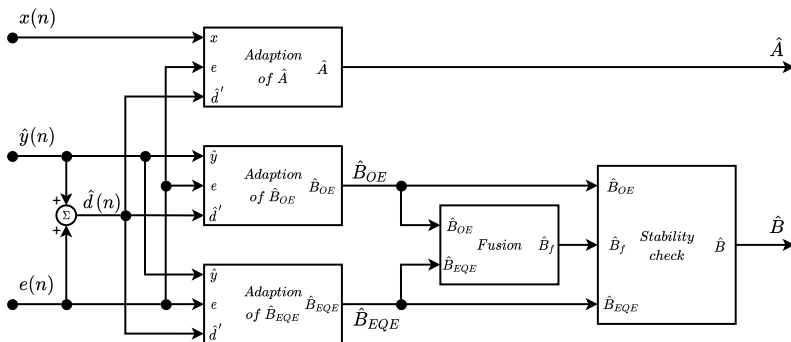 x(n)
x
e
d̂′
Adaption
of Â
Â
Â
ŷ(n)
+
Σ
+
d̂(n)
ŷ
e
d̂′
Adaption
of B̂_OE
B̂_OE
B̂_OE
e(n)
ŷ
e
d̂′
Adaption
of B̂_EQE
B̂_EQE
B̂_EQE
B̂_OE
B̂_EQE
Fusion
B̂_f
B̂_OE
B̂_f
B̂_EQE
Stability
check
B̂
B̂